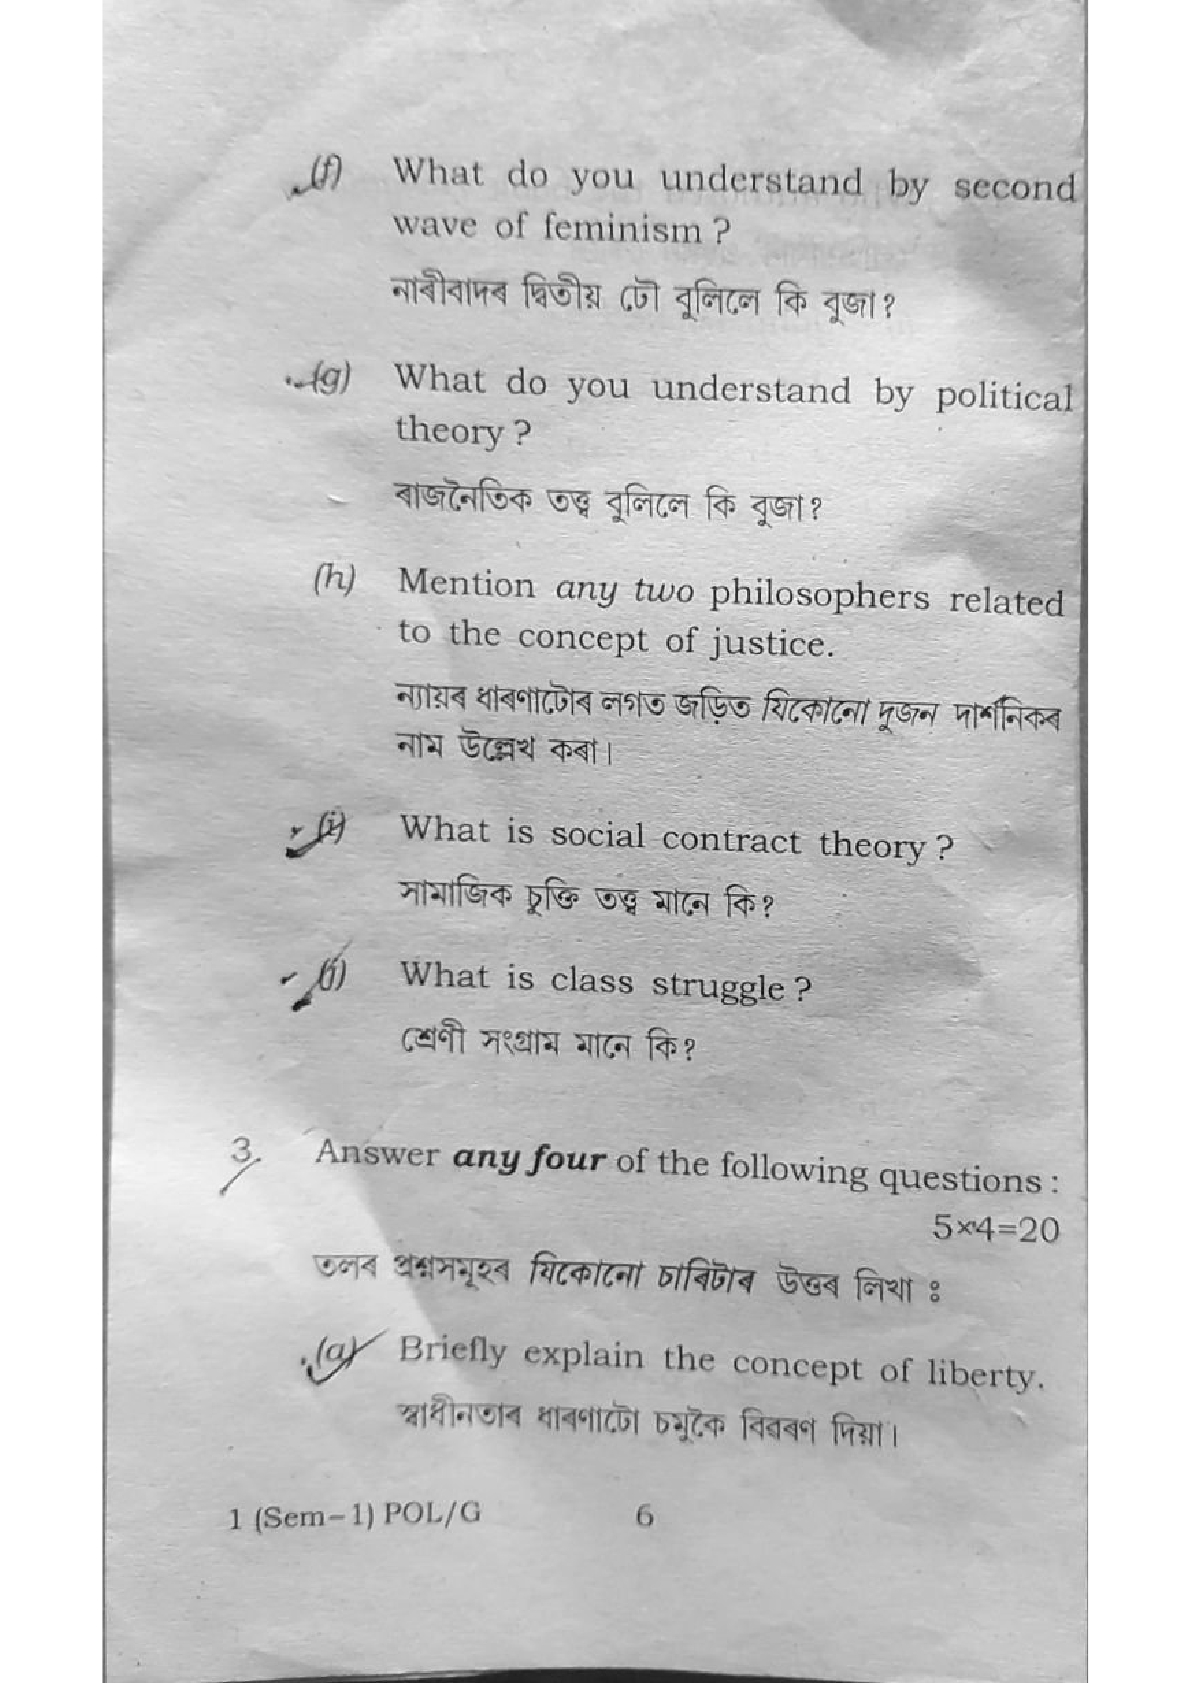 (f) What do you understand by second
wave of feminism ?
নাৰীবাদৰ দ্বিতীয় ঢৌ বুলিলে কি বুজা?
(g) What do you understand by political
theory ?
ৰাজনৈতিক তত্ত্ব বুলিলে কি বুজা?
(h) Mention any two philosophers related
to the concept of justice.
ন্যায়ৰ ধাৰণাটোৰ লগত জড়িত যিকোনো দুজন দাৰ্শনিকৰ
নাম উল্লেখ কৰা।
(i) What is social contract theory ?
সামাজিক চুক্তি তত্ত্ব মানে কি?
(j) What is class struggle ?
শ্ৰেণী সংগ্ৰাম মানে কি?
3. Answer any four of the following questions :
5×4=20
তলৰ প্ৰশ্নসমূহৰ যিকোনো চাৰিটাৰ উত্তৰ লিখা ঃ
(a) Briefly explain the concept of liberty.
স্বাধীনতাৰ ধাৰণাটো চমুকৈ বিৱৰণ দিয়া।
1 (Sem–1) POL/G 6